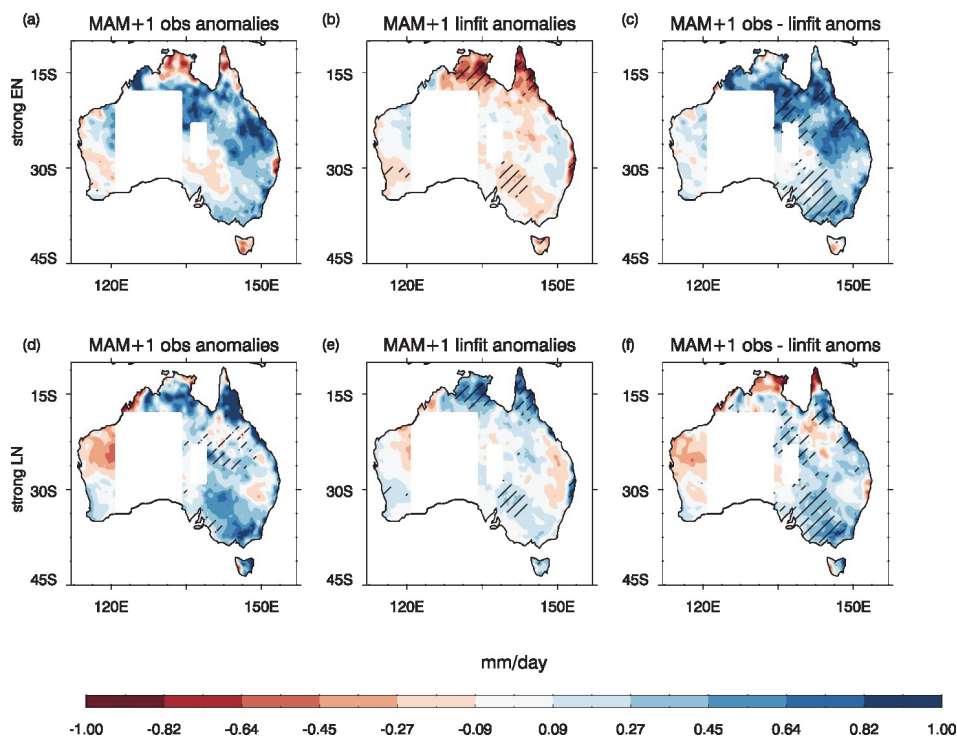 (a) MAM+1 obs anomalies
(b) MAM+1 linfit anomalies
(c) MAM+1 obs - linfit anoms
strong EN
15S
30S
45S
120E 150E
15S
30S
45S
120E 150E
15S
30S
45S
120E 150E
(d) MAM+1 obs anomalies
(e) MAM+1 linfit anomalies
(f) MAM+1 obs - linfit anoms
strong LN
15S
30S
45S
120E 150E
15S
30S
45S
120E 150E
15S
30S
45S
120E 150E
mm/day
-1.00 -0.82 -0.64 -0.45 -0.27 -0.09 0.09 0.27 0.45 0.64 0.82 1.00